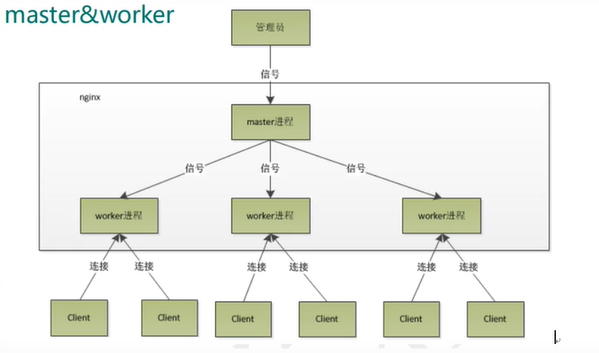 master&worker
管理员
信号
nginx
master进程
信号 信号 信号
worker进程 worker进程 worker进程
连接 连接 连接 连接 连接 连接
Client Client Client Client Client Client